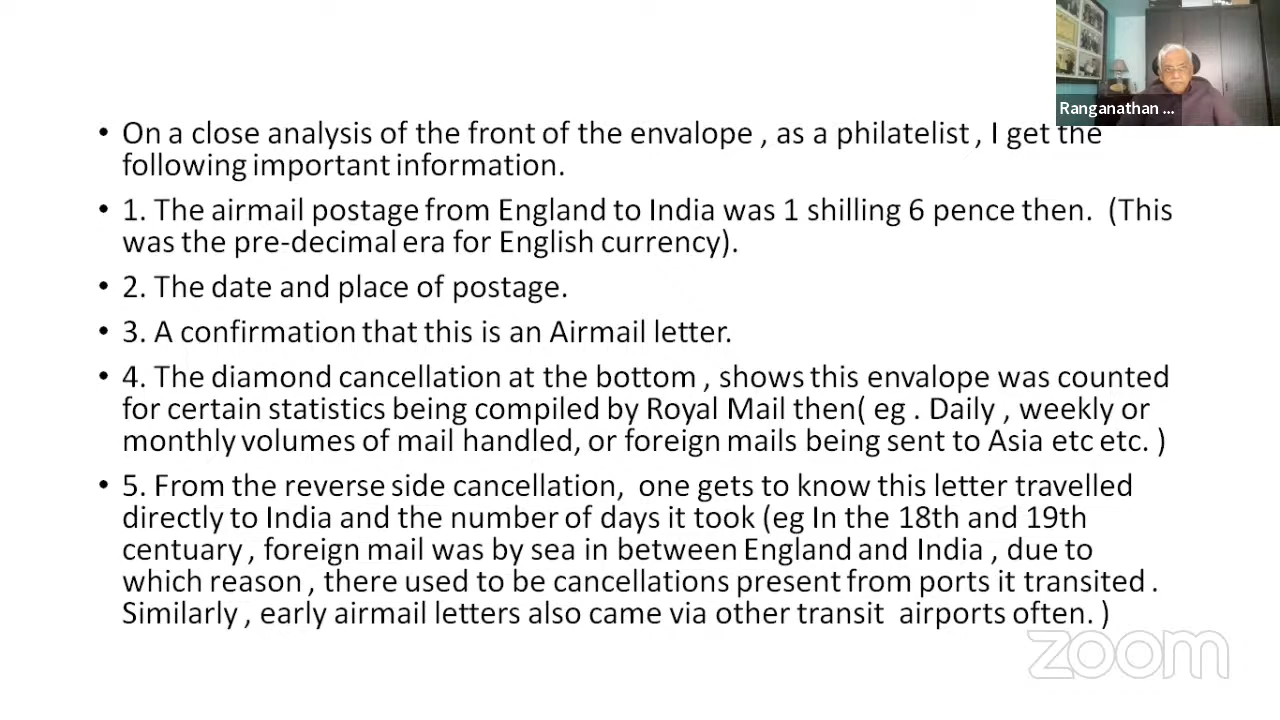 Ranganathan ...
• On a close analysis of the front of the envalope , as a philatelist , I get the
following important information.
• 1. The airmail postage from England to India was 1 shilling 6 pence then.  (This
was the pre-decimal era for English currency).
• 2. The date and place of postage.
• 3. A confirmation that this is an Airmail letter.
• 4. The diamond cancellation at the bottom , shows this envalope was counted
for certain statistics being compiled by Royal Mail then( eg . Daily , weekly or
monthly volumes of mail handled, or foreign mails being sent to Asia etc etc. )
• 5. From the reverse side cancellation,  one gets to know this letter travelled
directly to India and the number of days it took (eg In the 18th and 19th
centuary , foreign mail was by sea in between England and India , due to
which reason , there used to be cancellations present from ports it transited .
Similarly , early airmail letters also came via other transit  airports often. )
zoom